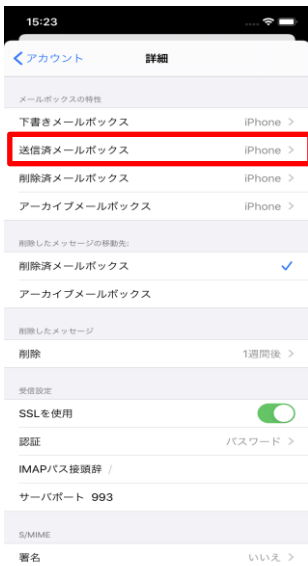 15:23
アカウント 詳細
メールボックスの特性
下書きメールボックス iPhone
送信済メールボックス iPhone
削除済メールボックス iPhone
アーカイブメールボックス iPhone
削除したメッセージの移動先:
削除済メールボックス
アーカイブメールボックス
削除したメッセージ
削除 1週間後
受信設定
SSLを使用
認証 パスワード
IMAPパス接頭辞 /
サーバポート 993
S/MIME
署名 いいえ